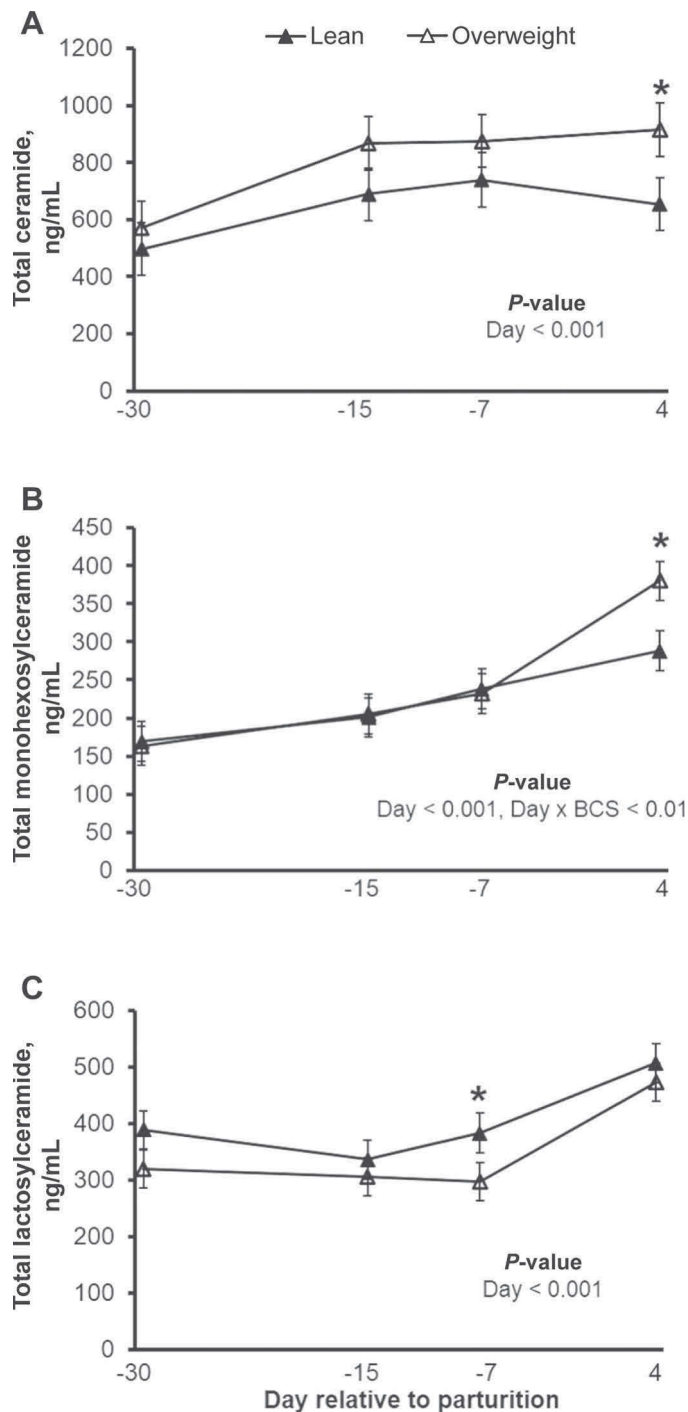 A
Lean Overweight
Total ceramide,
ng/mL
1200
1000
800
600
400
200
0
*
P-value
Day < 0.001
-30 -15 -7 4
B
Total monohexosylceramide
ng/mL
450
400
350
300
250
200
150
100
50
0
*
P-value
Day < 0.001, Day x BCS < 0.01
-30 -15 -7 4
C
Total lactosylceramide,
ng/mL
600
500
400
300
200
100
0
*
P-value
Day < 0.001
-30 -15 -7 4
Day relative to parturition